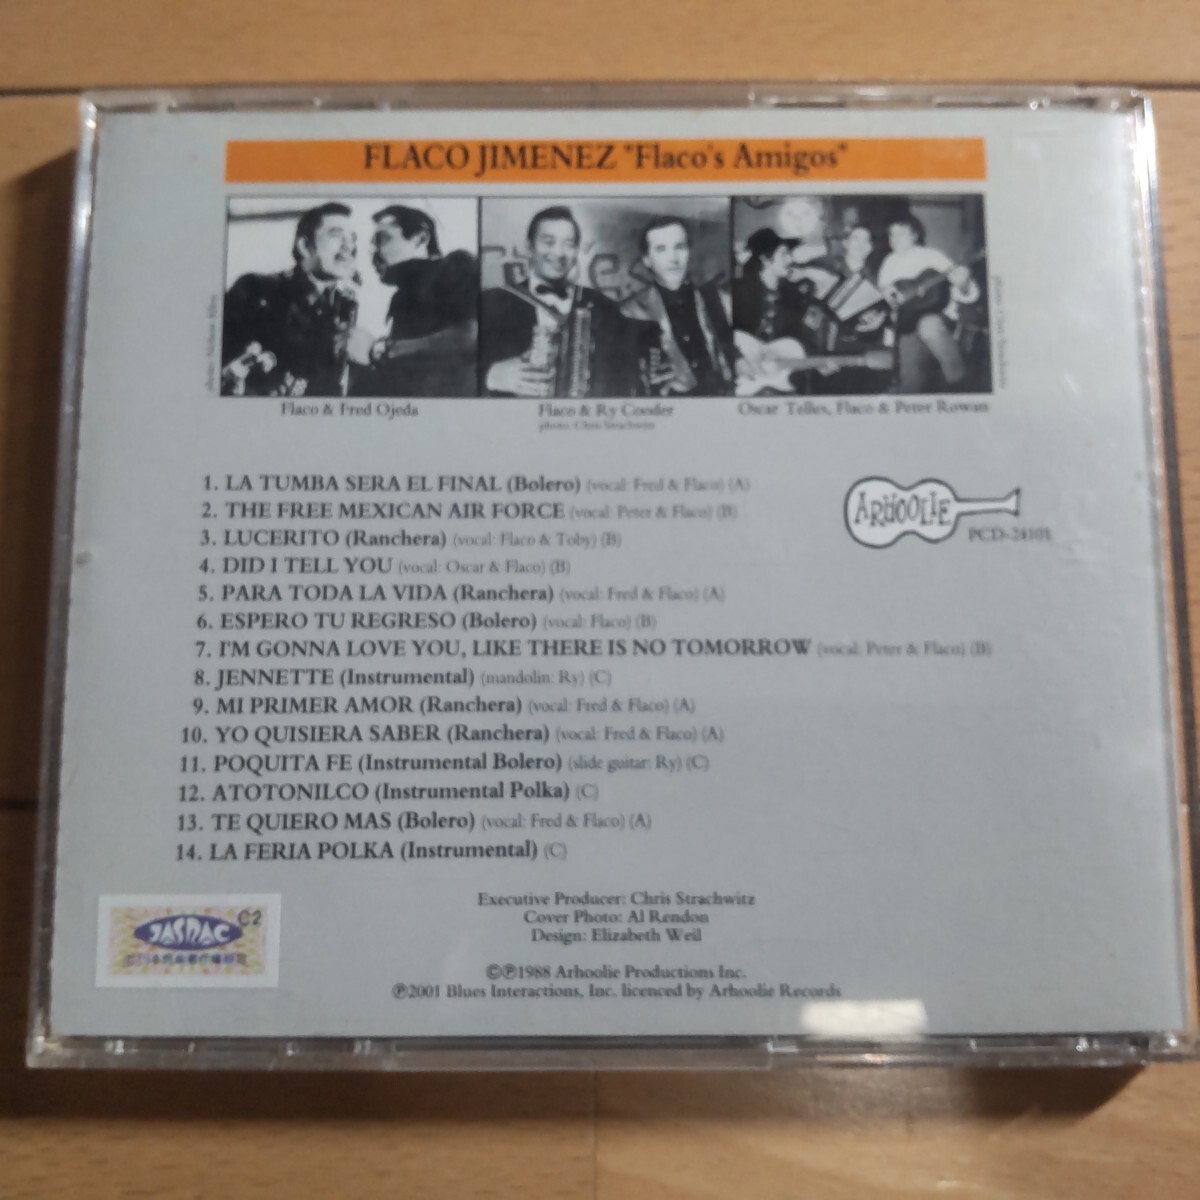 FLACO JIMENEZ "Flaco's Amigos"
Flaco & Fred Ojeda
Flaco & Ry Cooder
photo: Chris Strachwitz
Oscar Telles, Flaco & Peter Rowan
1. LA TUMBA SERA EL FINAL (Bolero) (vocal: Fred & Flaco) (A)
2. THE FREE MEXICAN AIR FORCE (vocal: Peter & Flaco) (B)
3. LUCERITO (Ranchera) (vocal: Flaco & Toby) (B)
4. DID I TELL YOU (vocal: Oscar & Flaco) (B)
5. PARA TODA LA VIDA (Ranchera) (vocal: Fred & Flaco) (A)
6. ESPERO TU REGRESO (Bolero) (vocal: Flaco) (B)
7. I'M GONNA LOVE YOU, LIKE THERE IS NO TOMORROW (vocal: Peter & Flaco) (B)
8. JENNETTE (Instrumental) (mandolin: Ry) (C)
9. MI PRIMER AMOR (Ranchera) (vocal: Fred & Flaco) (A)
10. YO QUISIERA SABER (Ranchera) (vocal: Fred & Flaco) (A)
11. POQUITA FE (Instrumental Bolero) (slide guitar: Ry) (C)
12. ATOTONILCO (Instrumental Polka) (C)
13. TE QUIERO MAS (Bolero) (vocal: Fred & Flaco) (A)
14. LA FERIA POLKA (Instrumental) (C)
ARHOOLIE
Executive Producer: Chris Strachwitz
Cover Photo: Al Rendon
Design: Elizabeth Weil
©℗1988 Arhoolie Productions Inc.
℗2001 Blues Interactions, Inc. licenced by Arhoolie Records
JASRAC C2